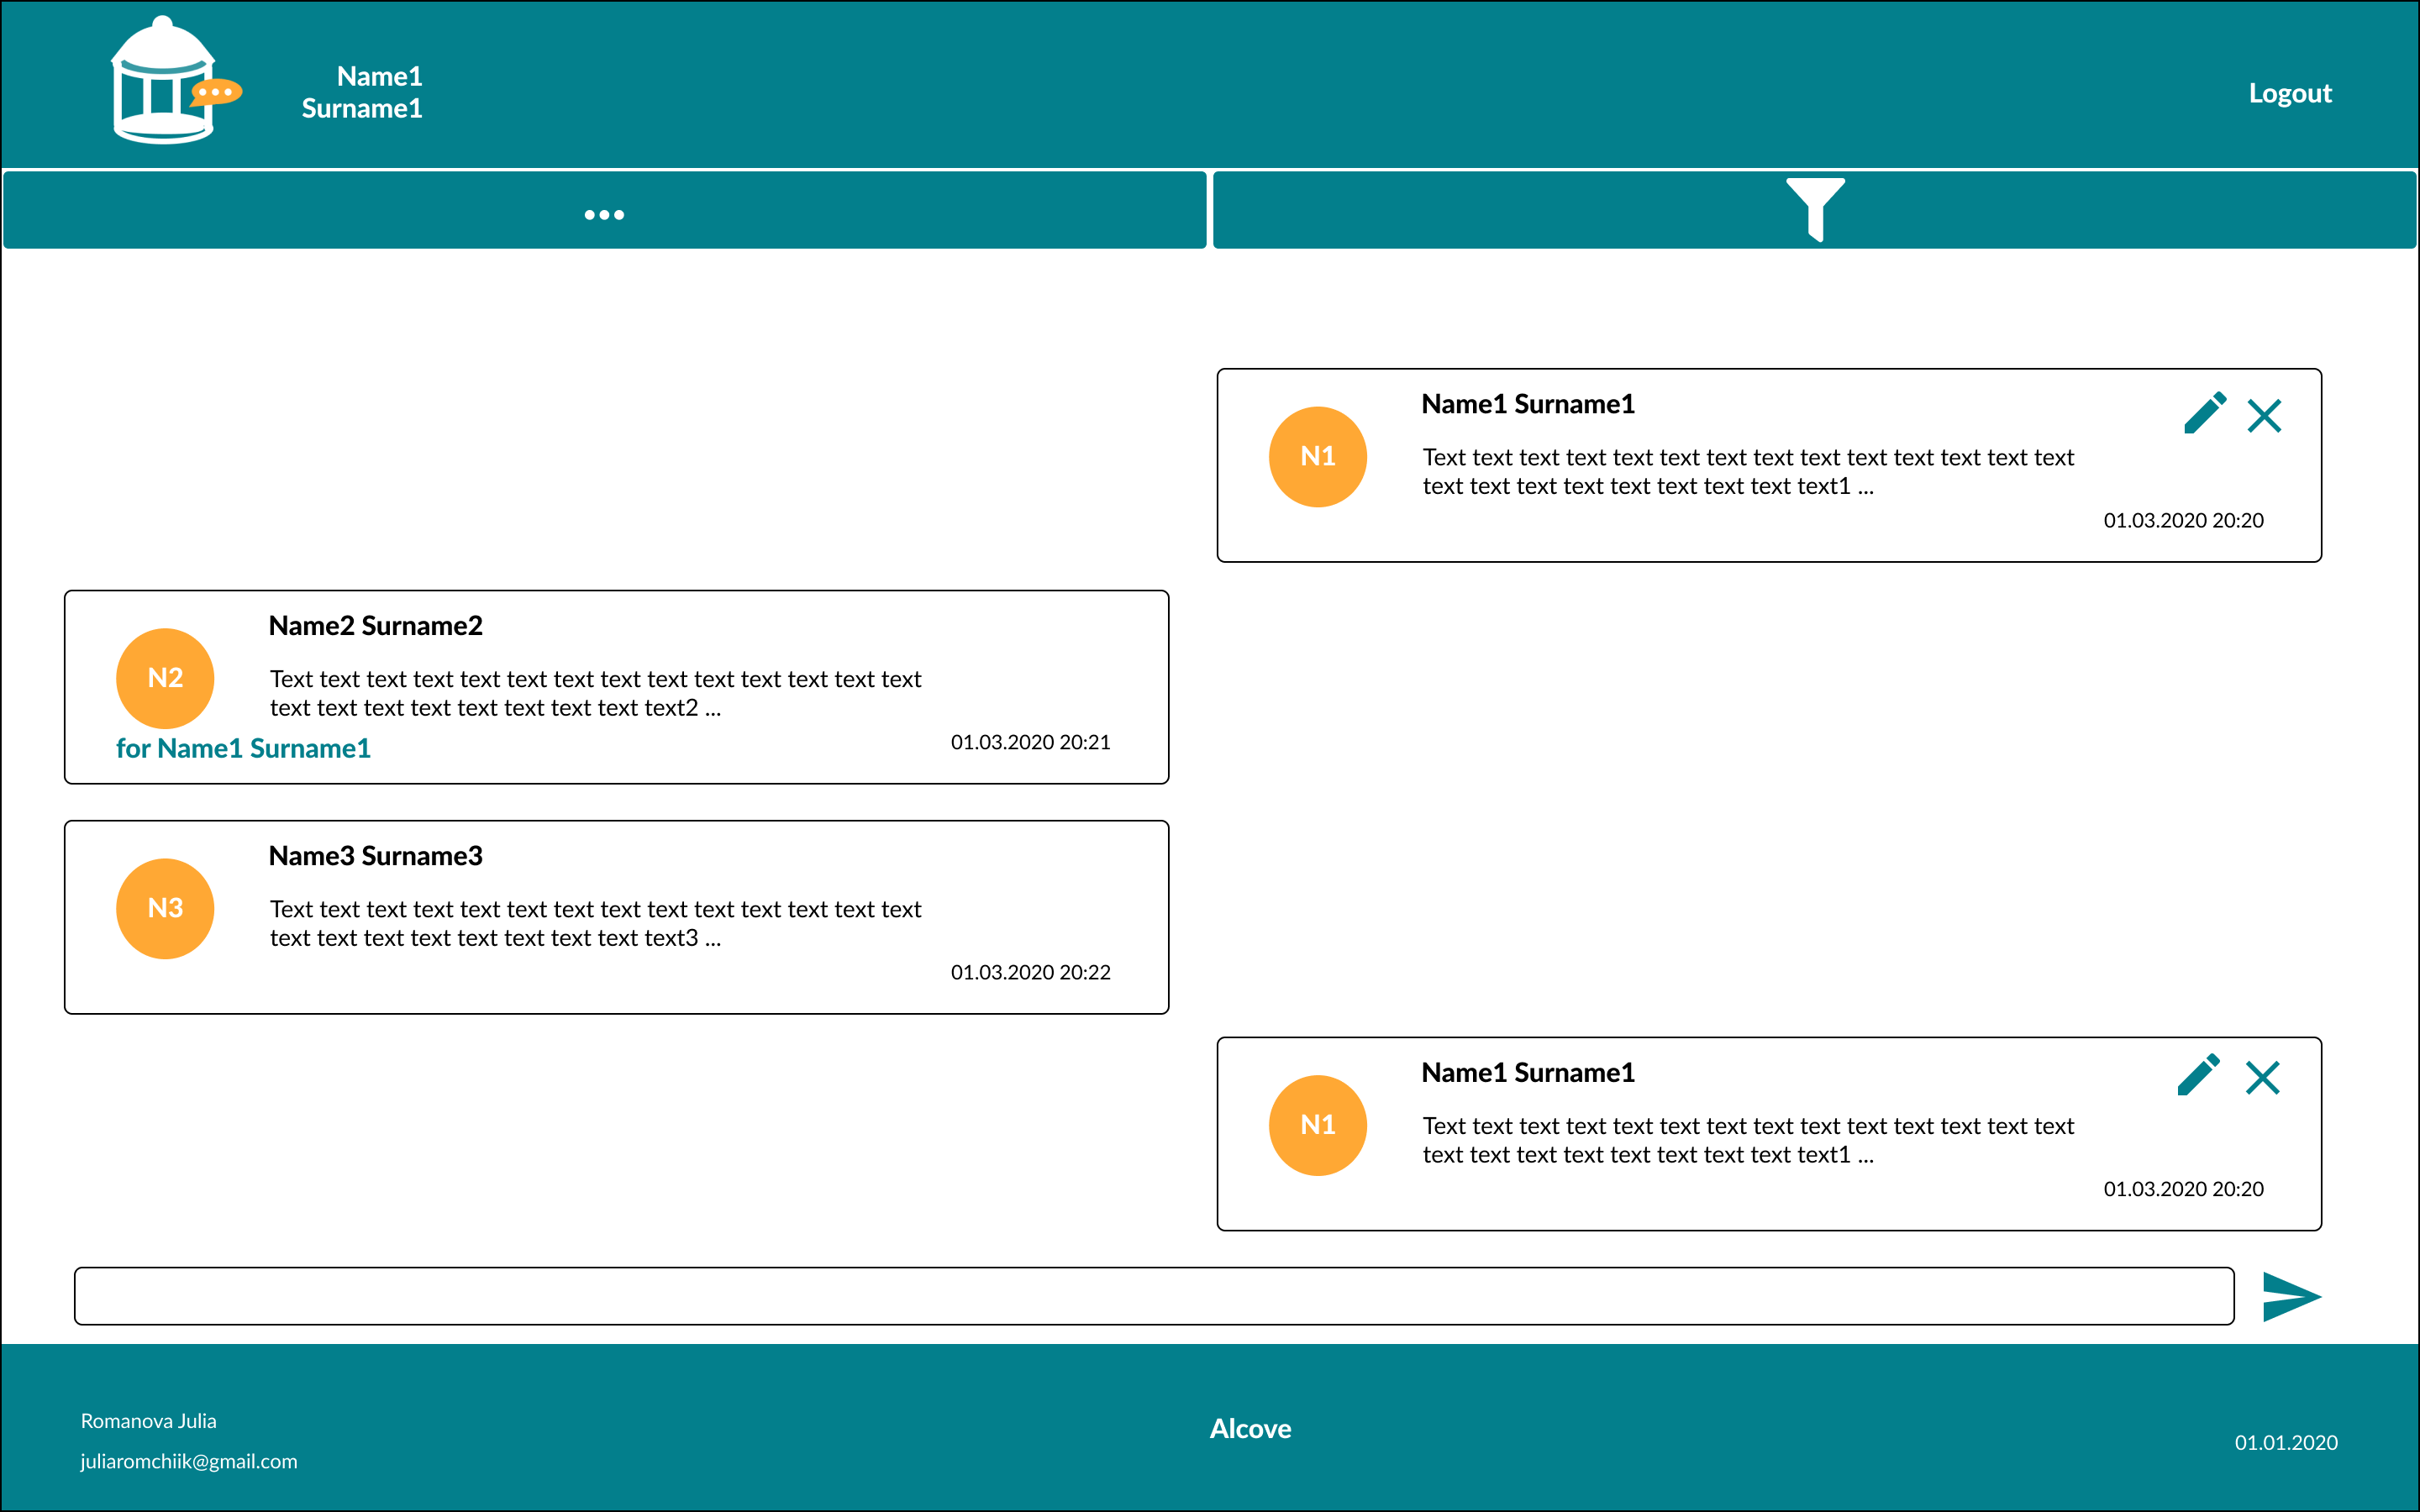 Name1
Surname1
Logout
Name1 Surname1
N1
Text text text text text text text text text text text text text text
text text text text text text text text text1 ...
01.03.2020 20:20
Name2 Surname2
N2
Text text text text text text text text text text text text text text
text text text text text text text text text2 ...
for Name1 Surname1
01.03.2020 20:21
Name3 Surname3
N3
Text text text text text text text text text text text text text text
text text text text text text text text text3 ...
01.03.2020 20:22
Name1 Surname1
N1
Text text text text text text text text text text text text text text
text text text text text text text text text1 ...
01.03.2020 20:20
Romanova Julia
juliaromchiik@gmail.com
Alcove
01.01.2020